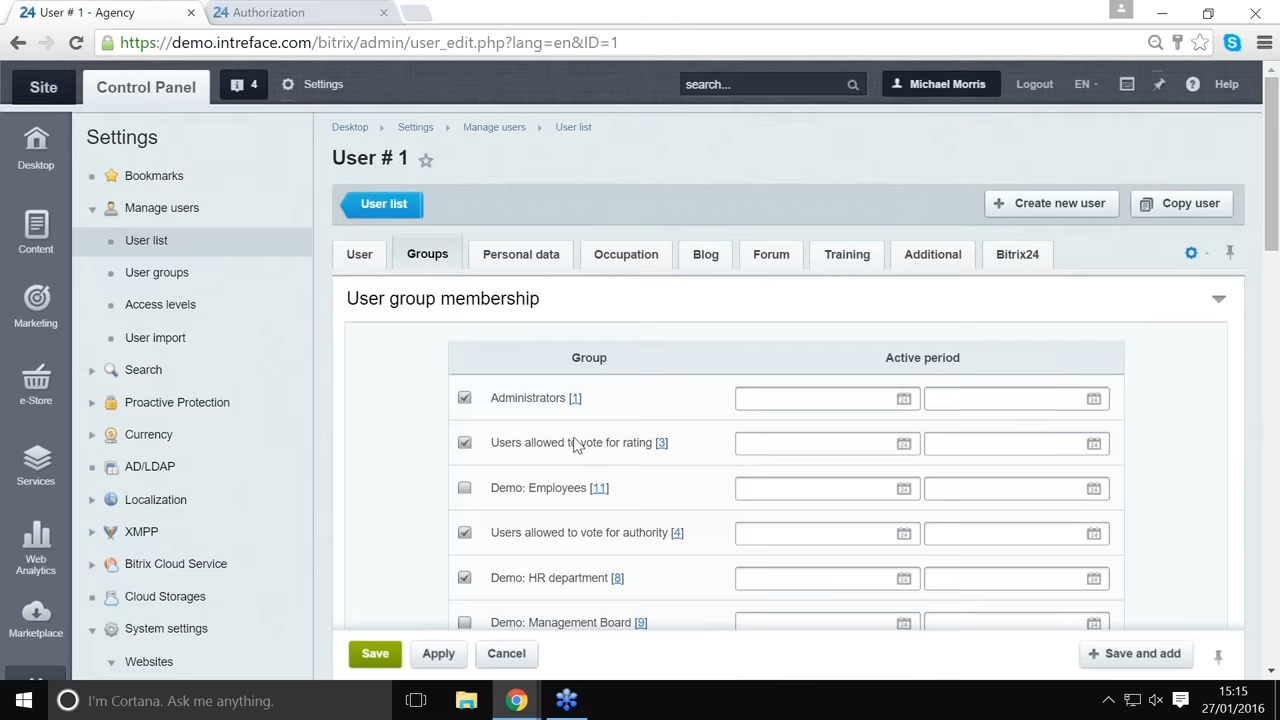 24 User # 1 - Agency
24 Authorization
https://demo.intreface.com/bitrix/admin/user_edit.php?lang=en&ID=1
Site
Control Panel
4
Settings
search...
Michael Morris
Logout
EN
Help
Desktop
Content
Marketing
e-Store
Services
Web
Analytics
Marketplace
Settings
Bookmarks
Manage users
User list
User groups
Access levels
User import
Search
Proactive Protection
Currency
AD/LDAP
Localization
XMPP
Bitrix Cloud Service
Cloud Storages
System settings
Websites
Desktop
Settings
Manage users
User list
User # 1
User list
+ Create new user
Copy user
User
Groups
Personal data
Occupation
Blog
Forum
Training
Additional
Bitrix24
User group membership
Group
Active period
Administrators [1]
Users allowed to vote for rating [3]
Demo: Employees [11]
Users allowed to vote for authority [4]
Demo: HR department [8]
Demo: Management Board [9]
Save
Apply
Cancel
+ Save and add
I'm Cortana. Ask me anything.
15:15
27/01/2016